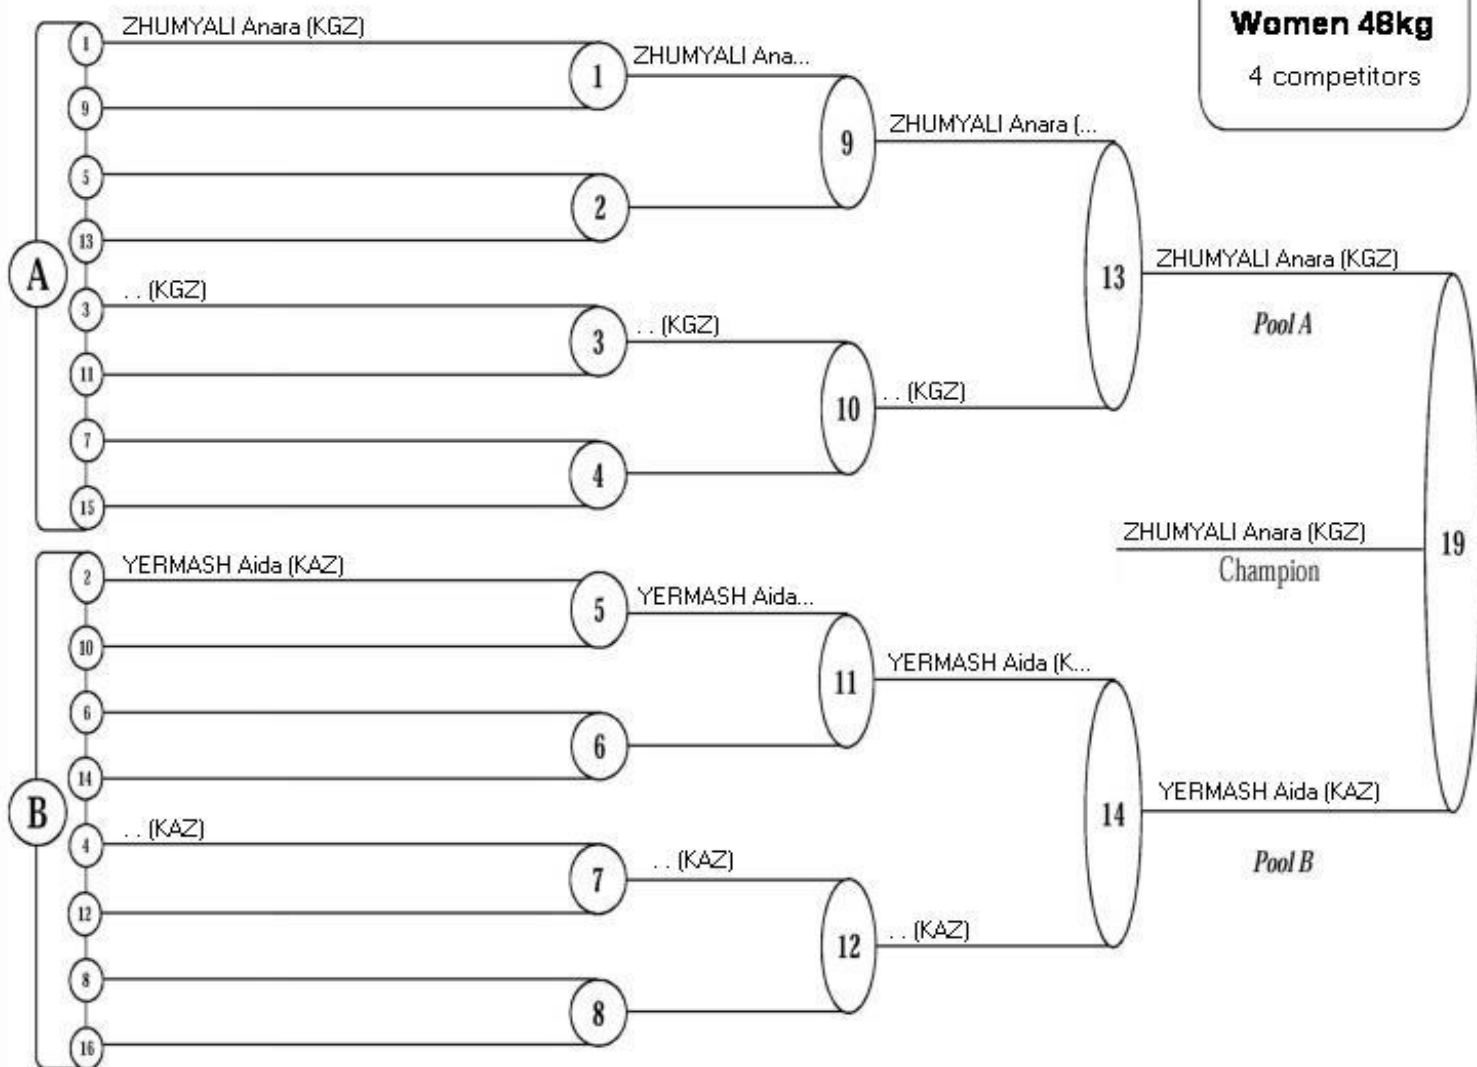 Women 48kg
4 competitors
A
1
ZHUMYALI Anara (KGZ)
9
5
13
3
. . (KGZ)
11
7
15
1
ZHUMYALI Ana...
2
3
. . (KGZ)
4
9
ZHUMYALI Anara (...
10
. . (KGZ)
13
ZHUMYALI Anara (KGZ)
Pool A
B
2
YERMASH Aida (KAZ)
10
6
14
4
. . (KAZ)
12
8
16
5
YERMASH Aida...
6
7
. . (KAZ)
8
11
YERMASH Aida (K...
12
. . (KAZ)
14
YERMASH Aida (KAZ)
Pool B
ZHUMYALI Anara (KGZ)
Champion
19